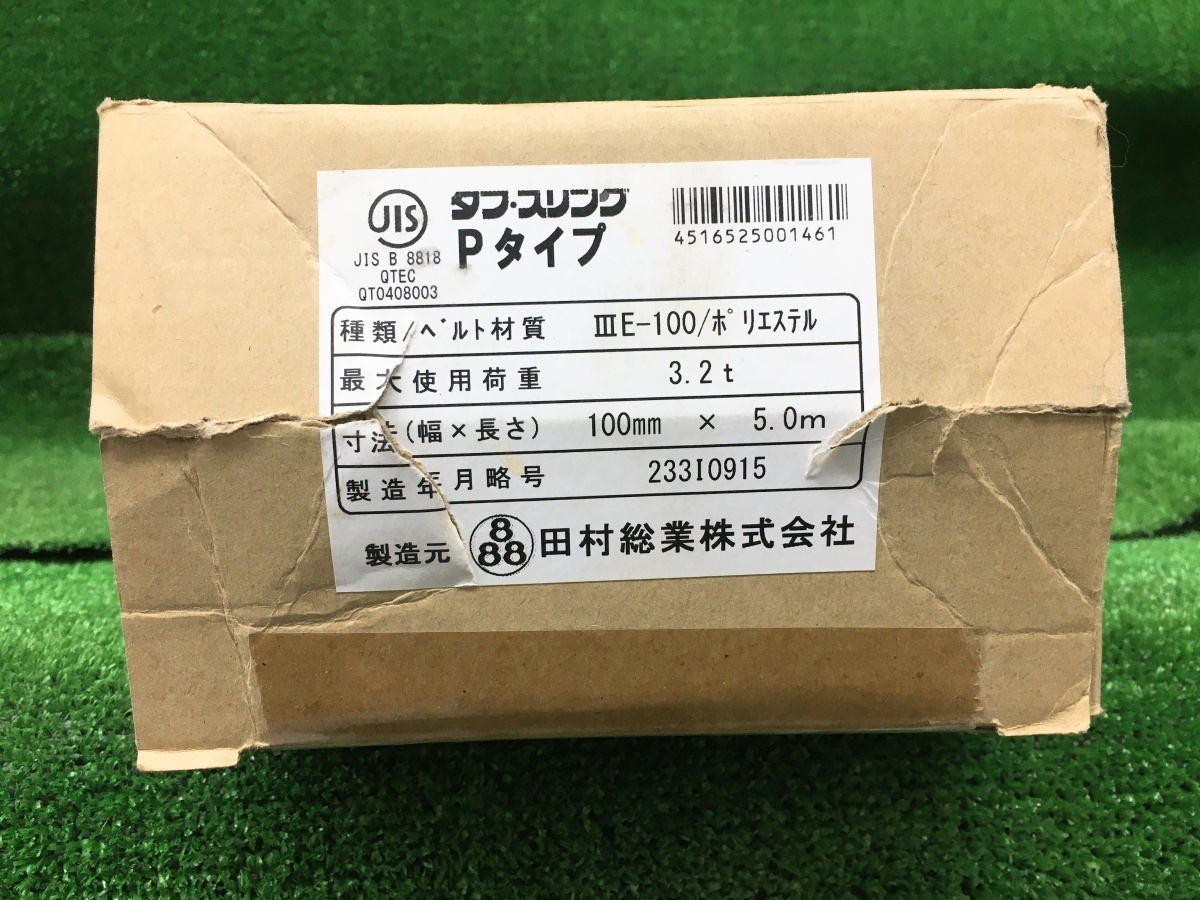 JIS
JIS B 8818
QTEC
QT0408003
タフ・スリング
Pタイプ
4516525001461
種類/ベルト材質 ⅢE-100/ポリエステル
最大使用荷重 3.2t
寸法(幅×長さ) 100mm × 5.0m
製造年月略号 233I0915
製造元 8 88 田村総業株式会社